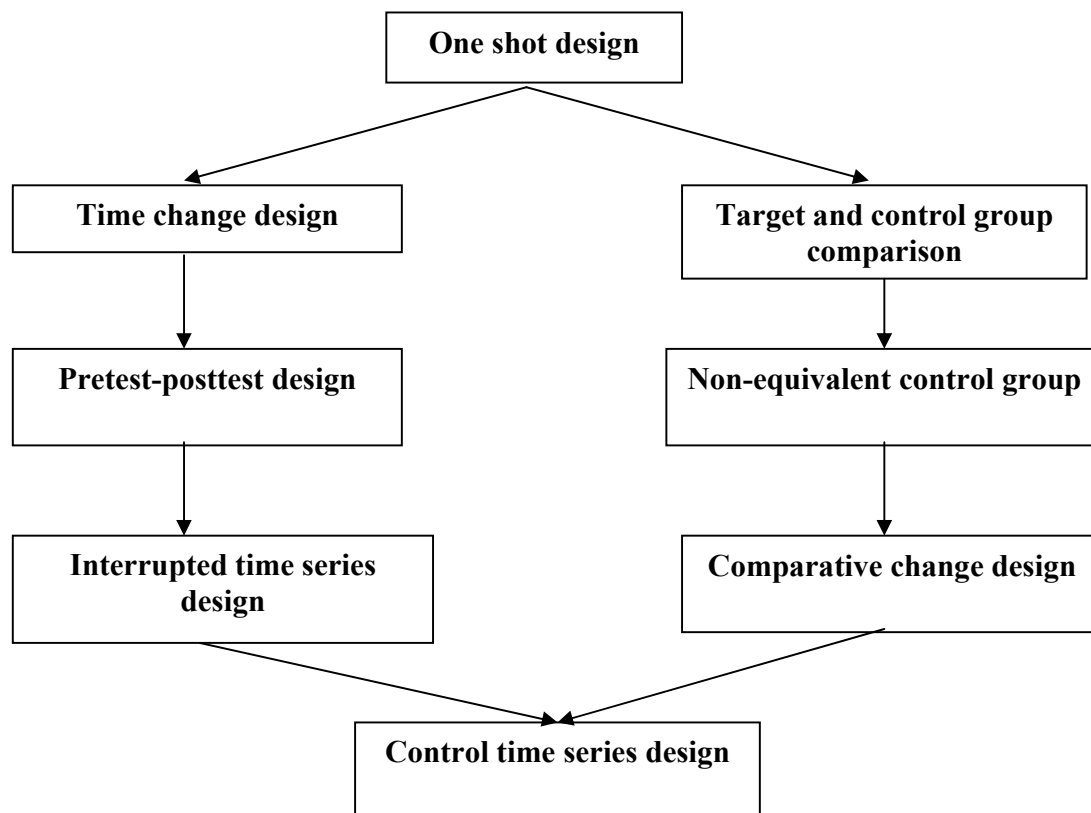 One shot design
Time change design
Target and control group
comparison
Pretest-posttest design
Non-equivalent control group
Interrupted time series
design
Comparative change design
Control time series design